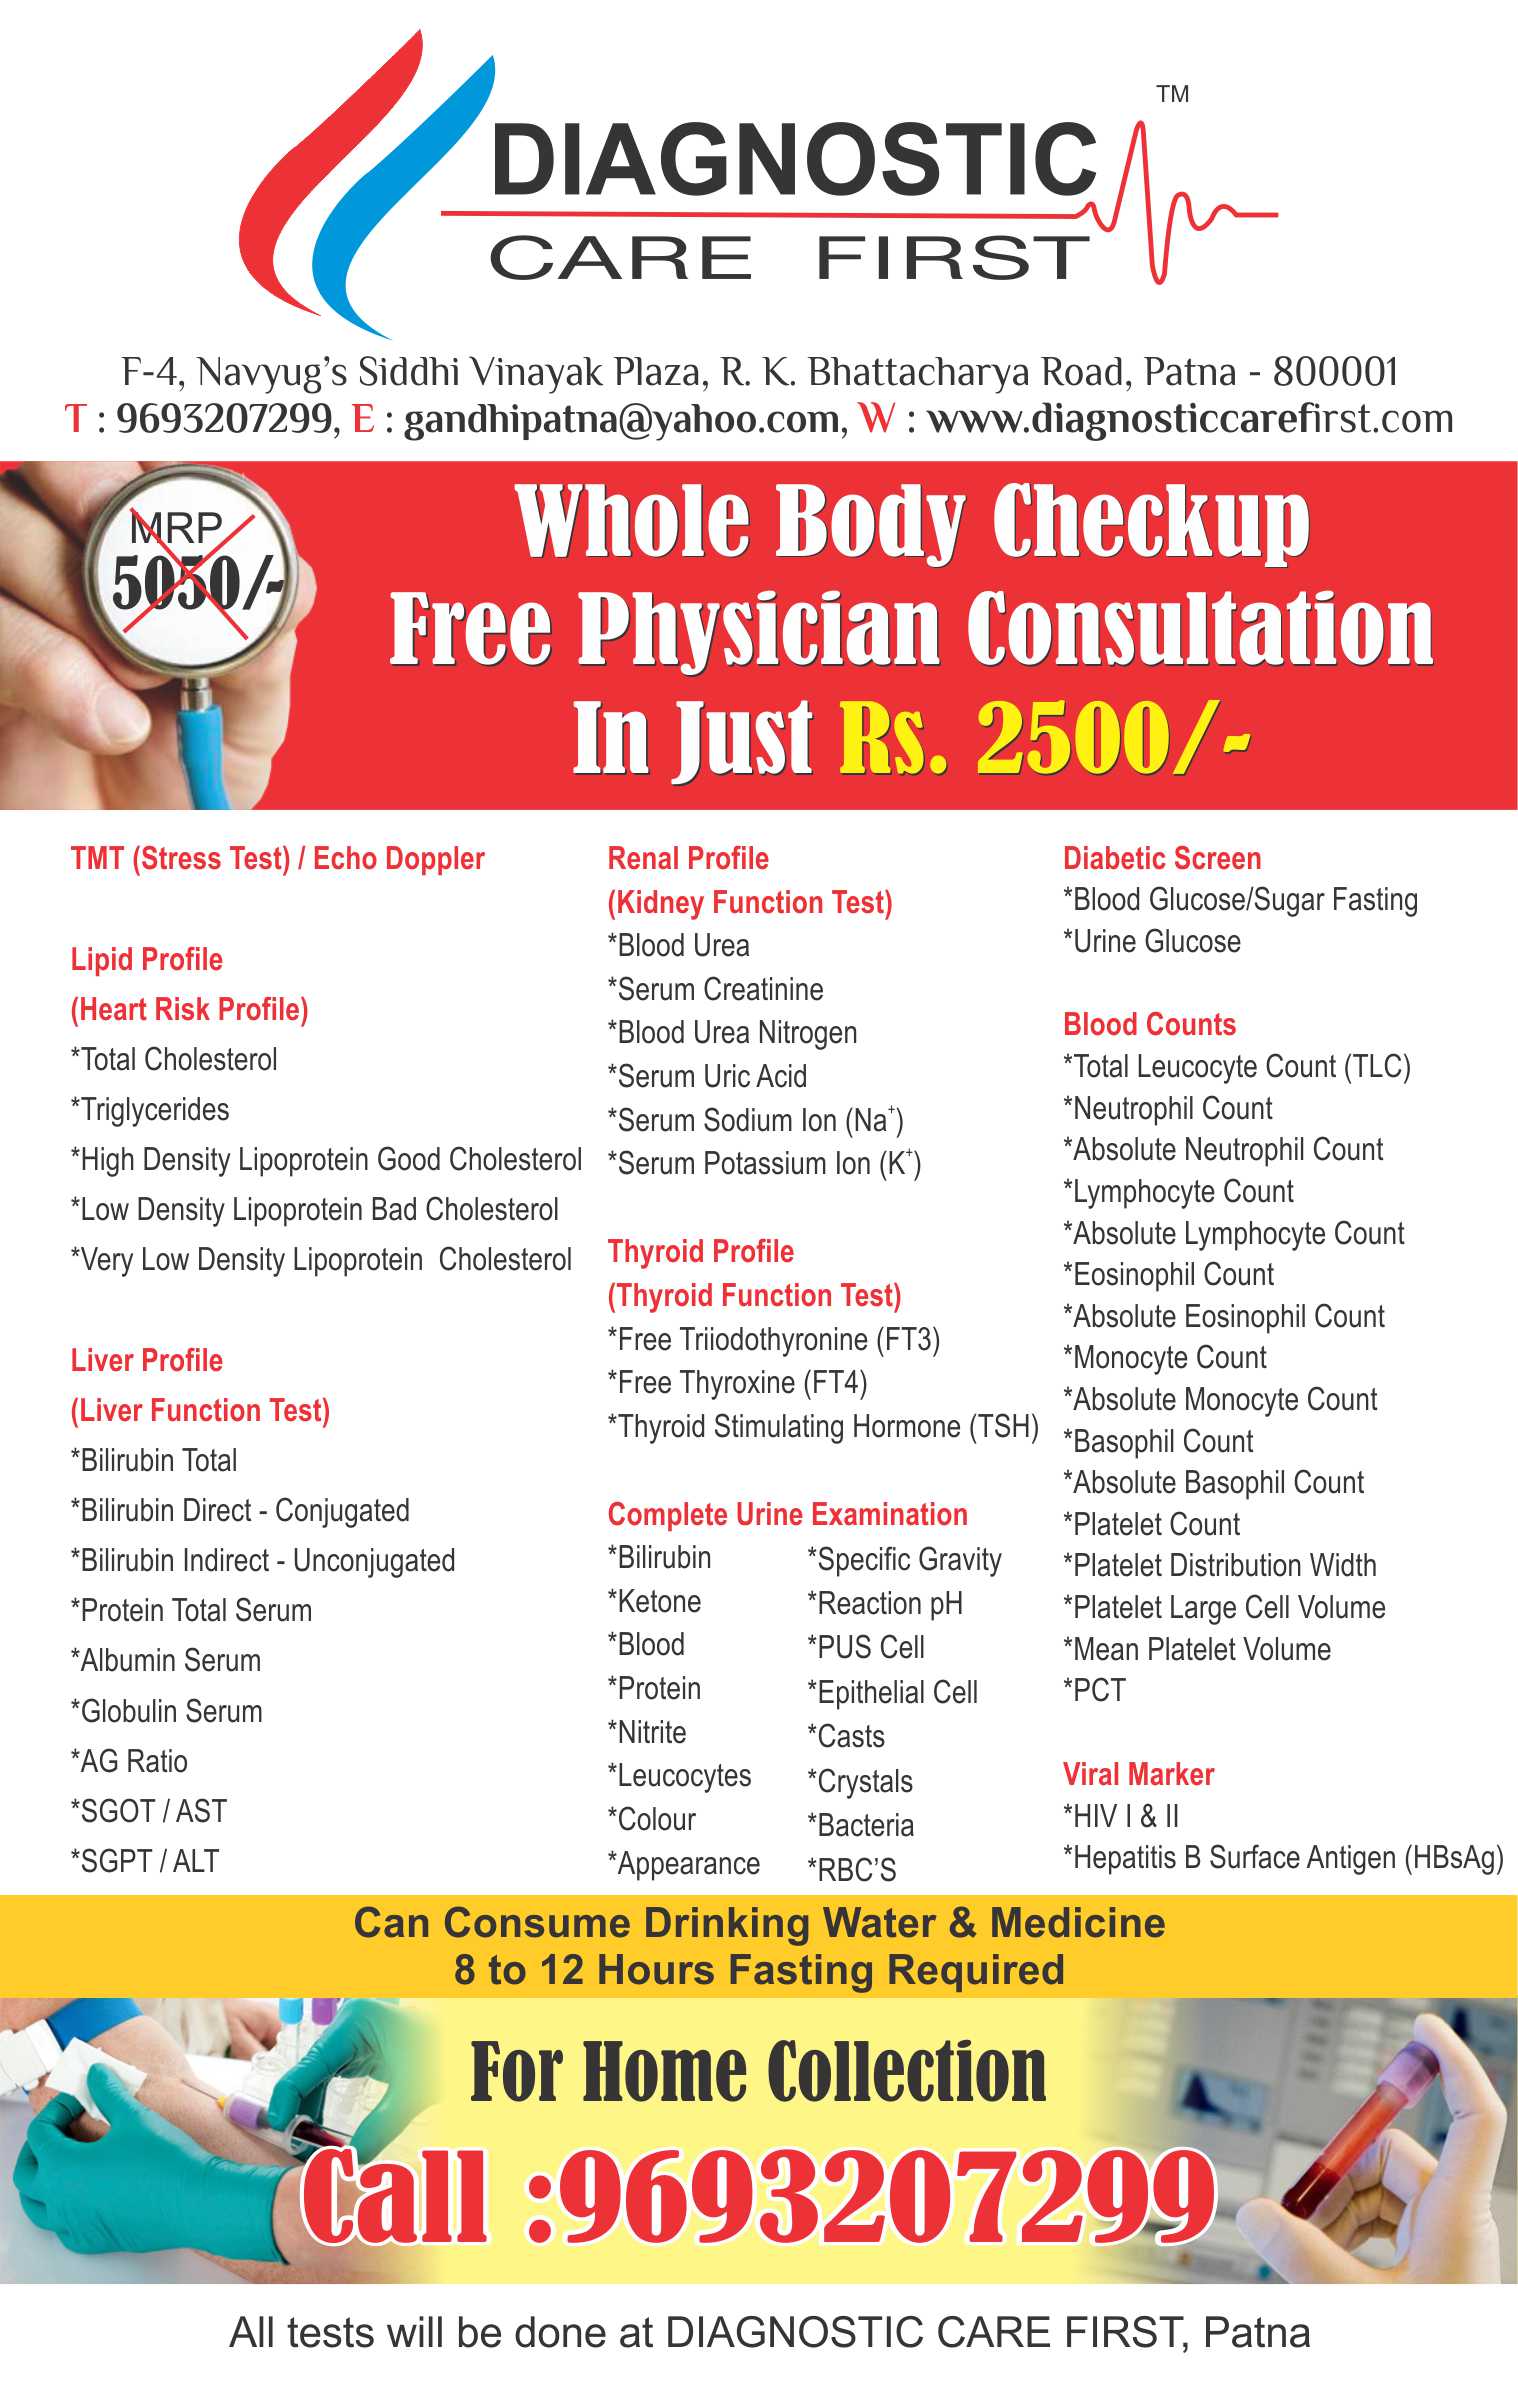 TM
DIAGNOSTIC
CARE FIRST
F-4, Navyug's Siddhi Vinayak Plaza, R. K. Bhattacharya Road, Patna - 800001
T : 9693207299, E : gandhipatna@yahoo.com, W : www.diagnosticcarefirst.com
MRP
5050/-
Whole Body Checkup
Free Physician Consultation
In Just Rs. 2500/-
TMT (Stress Test) / Echo Doppler
Lipid Profile
(Heart Risk Profile)
*Total Cholesterol
*Triglycerides
*High Density Lipoprotein Good Cholesterol
*Low Density Lipoprotein Bad Cholesterol
*Very Low Density Lipoprotein Cholesterol
Liver Profile
(Liver Function Test)
*Bilirubin Total
*Bilirubin Direct - Conjugated
*Bilirubin Indirect - Unconjugated
*Protein Total Serum
*Albumin Serum
*Globulin Serum
*AG Ratio
*SGOT / AST
*SGPT / ALT
Renal Profile
(Kidney Function Test)
*Blood Urea
*Serum Creatinine
*Blood Urea Nitrogen
*Serum Uric Acid
*Serum Sodium Ion (Na+)
*Serum Potassium Ion (K+)
Thyroid Profile
(Thyroid Function Test)
*Free Triiodothyronine (FT3)
*Free Thyroxine (FT4)
*Thyroid Stimulating Hormone (TSH)
Complete Urine Examination
*Bilirubin
*Ketone
*Blood
*Protein
*Nitrite
*Leucocytes
*Colour
*Appearance
*Specific Gravity
*Reaction pH
*PUS Cell
*Epithelial Cell
*Casts
*Crystals
*Bacteria
*RBC'S
Diabetic Screen
*Blood Glucose/Sugar Fasting
*Urine Glucose
Blood Counts
*Total Leucocyte Count (TLC)
*Neutrophil Count
*Absolute Neutrophil Count
*Lymphocyte Count
*Absolute Lymphocyte Count
*Eosinophil Count
*Absolute Eosinophil Count
*Monocyte Count
*Absolute Monocyte Count
*Basophil Count
*Absolute Basophil Count
*Platelet Count
*Platelet Distribution Width
*Platelet Large Cell Volume
*Mean Platelet Volume
*PCT
Viral Marker
*HIV I & II
*Hepatitis B Surface Antigen (HBsAg)
Can Consume Drinking Water & Medicine
8 to 12 Hours Fasting Required
For Home Collection
Call :9693207299
All tests will be done at DIAGNOSTIC CARE FIRST, Patna